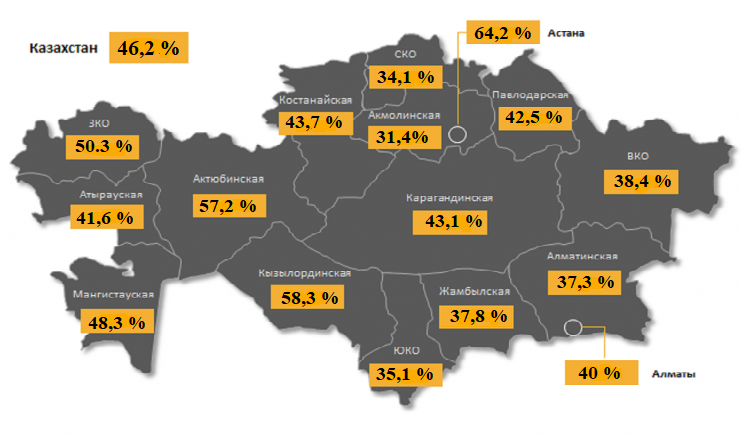 64,2 %
Астана
Казахстан
46,2 %
СКО
34,1 %
Павлодарская
42,5 %
Костанайская
43,7 %
Акмолинская
31,4%
ЗКО
50.3 %
ВКО
38,4 %
Актюбинская
57,2 %
Атырауская
41,6 %
Карагандинская
43,1 %
Алматинская
37,3 %
Кызылординская
58,3 %
Жамбылская
37,8 %
Мангистауская
48,3 %
ЮКО
35,1 %
40 %
Алматы